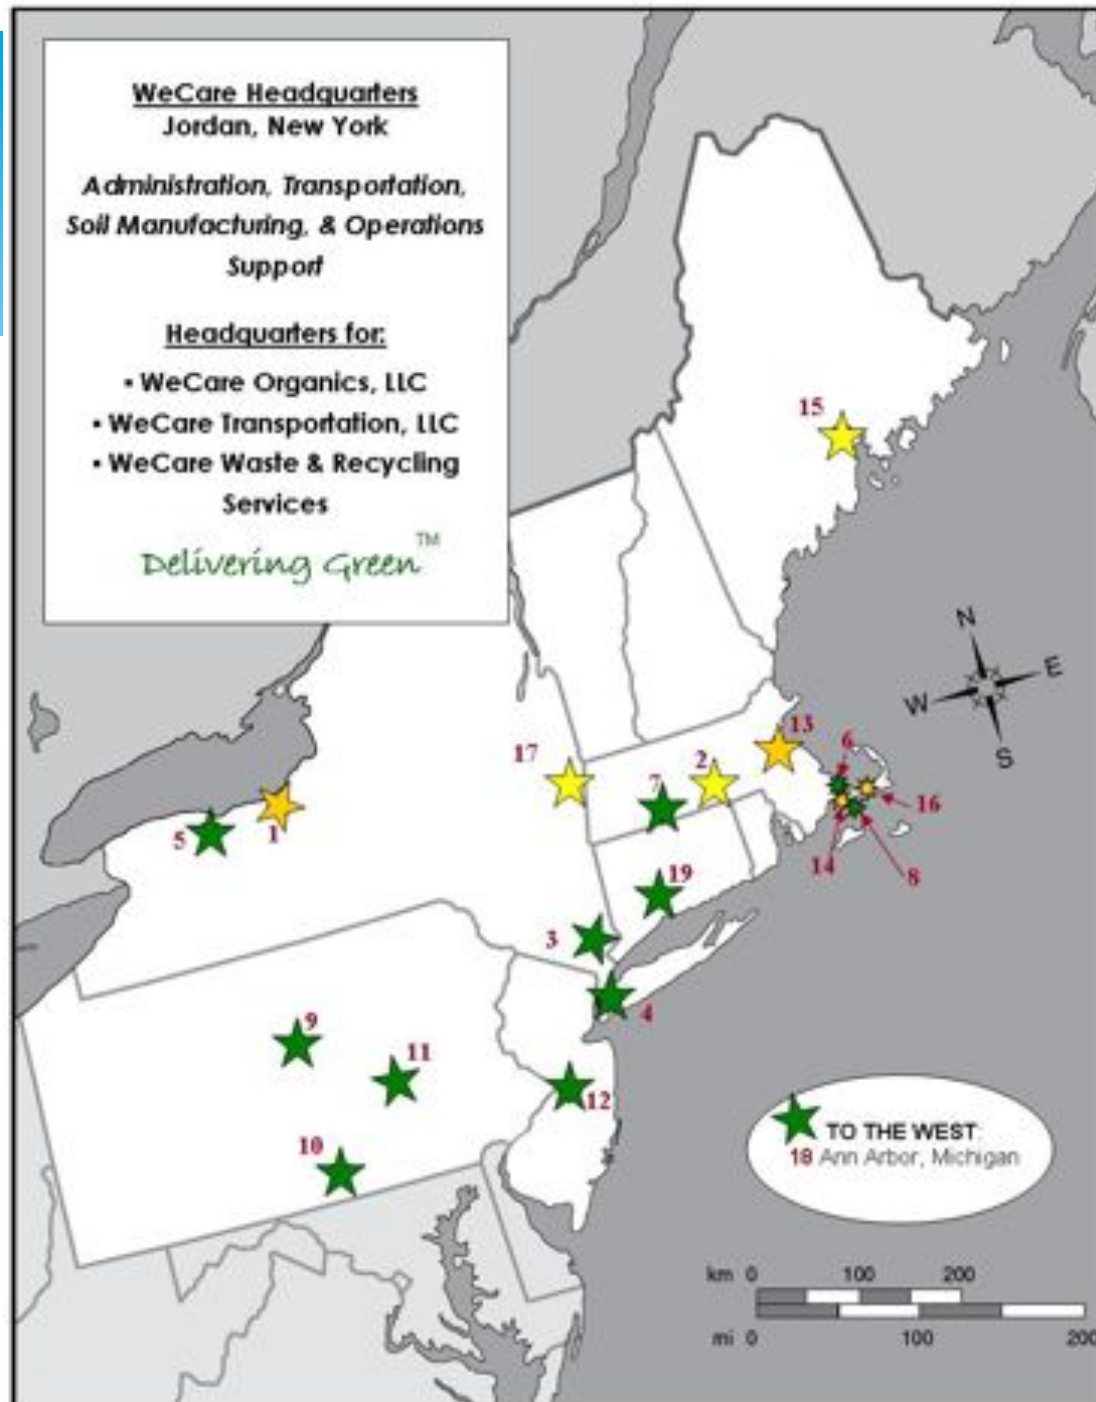 WeCare Headquarters
Jordan, New York
Administration, Transportation,
Soil Manufacturing, & Operations
Support
Headquarters for:
▪ WeCare Organics, LLC
▪ WeCare Transportation, LLC
▪ WeCare Waste & Recycling
Services
Delivering Green™
15
N
W
E
S
13
6
17
2
7
16
5
1
14
8
19
3
4
9
11
12
10
TO THE WEST:
18 Ann Arbor, Michigan
km 0 100 200
mi 0 100 200